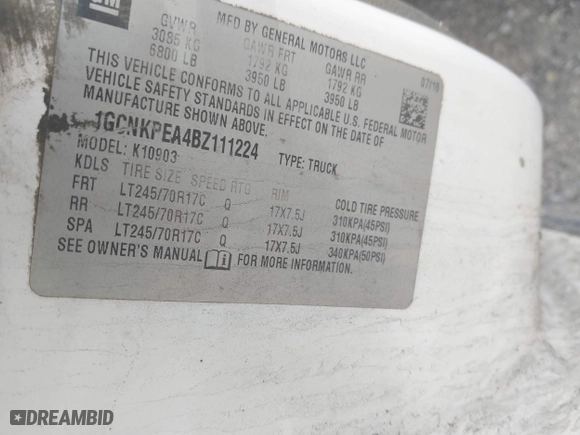 GM
MFD BY GENERAL MOTORS LLC
GVWR GAWR FRT GAWR RR
3085 KG 1792 KG 1792 KG
6800 LB 3950 LB 3950 LB
07/10
THIS VEHICLE CONFORMS TO ALL APPLICABLE U.S. FEDERAL MOTOR
VEHICLE SAFETY STANDARDS IN EFFECT ON THE DATE OF
MANUFACTURE SHOWN ABOVE.
1GCNKPEA4BZ111224
MODEL: K10903 TYPE: TRUCK
KDLS TIRE SIZE SPEED RTG RIM COLD TIRE PRESSURE
FRT LT245/70R17C Q 17X7.5J 310KPA(45PSI)
RR LT245/70R17C Q 17X7.5J 310KPA(45PSI)
SPA LT245/70R17C Q 17X7.5J 340KPA(50PSI)
SEE OWNER'S MANUAL FOR MORE INFORMATION.
DREAMBID